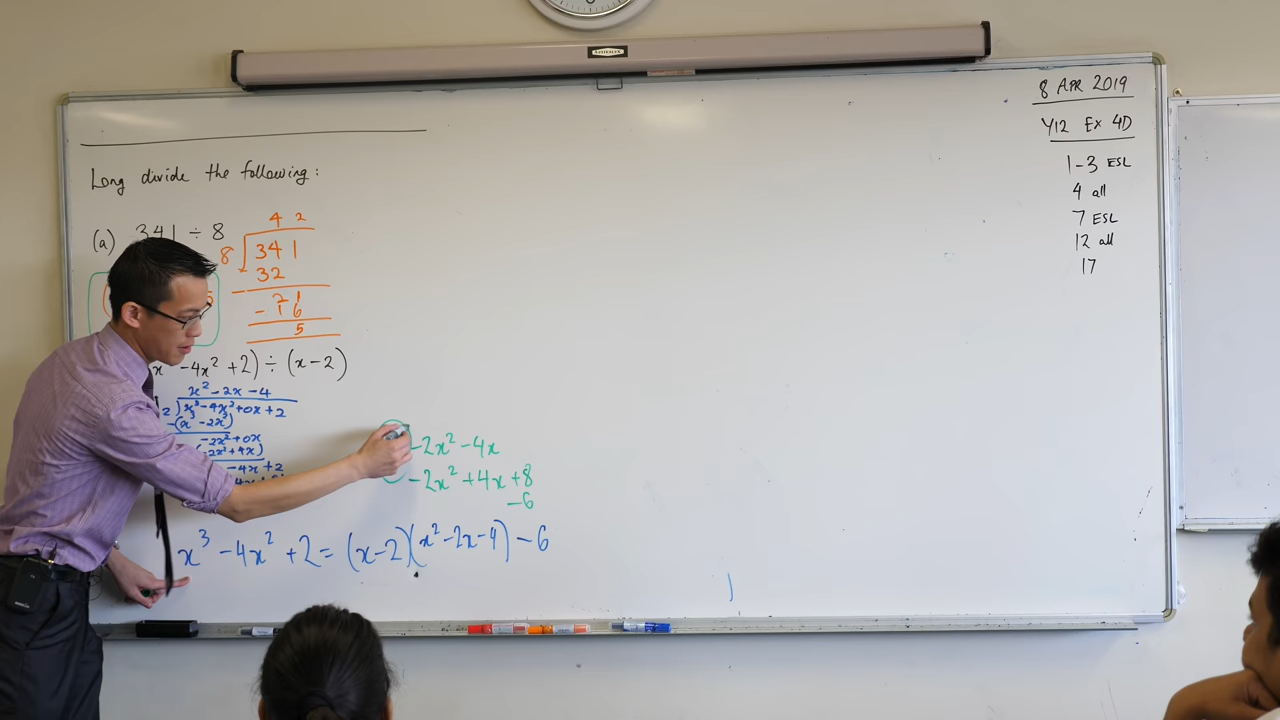 8 APR 2019
Y12 Ex 4D
1-3 ESL
4 all
7 ESL
12 all
17
Long divide the following:
(a) 341 ÷ 8
4 2
8 341
32
2 1
- 1 6
5
x -4x² +2) ÷ (x-2)
x² -2x -4
2)x³-4x²+0x+2
-(x³ -2x²)
-2x²+0x
(-2x²+4x)
-4x+2
-2x² -4x
-2x² +4x +8
-6
x³ -4x² +2 = (x-2)(x² -2x -4) -6